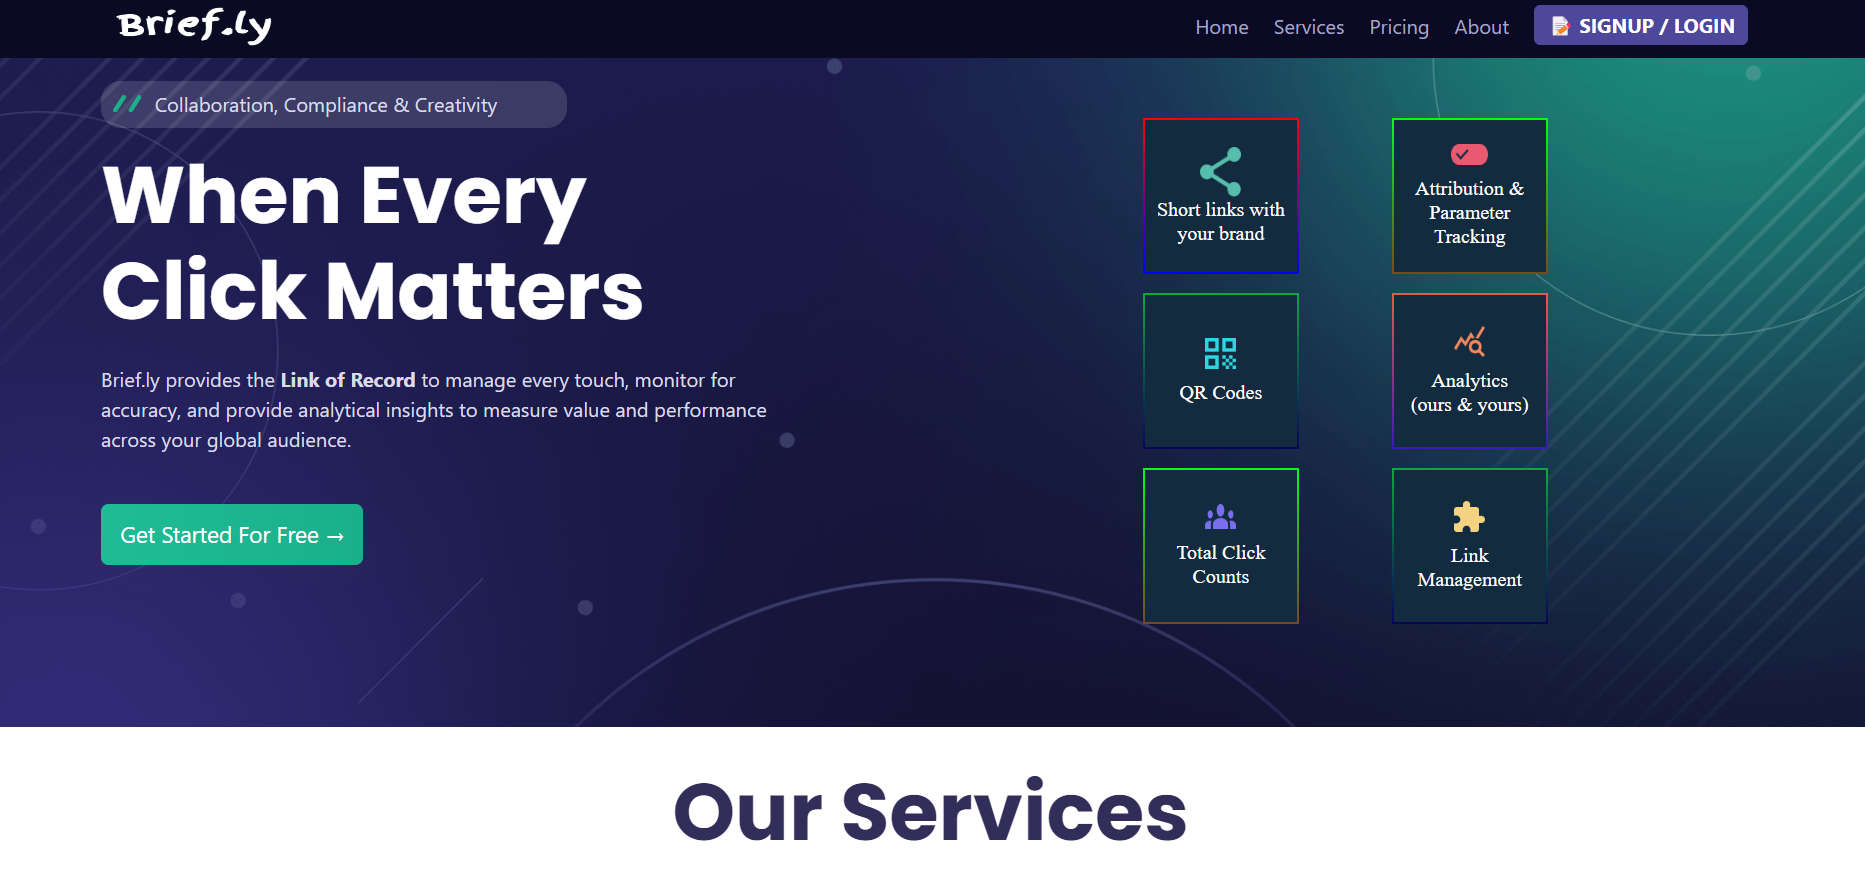 Brief.ly
Home Services Pricing About 📝 SIGNUP / LOGIN
// Collaboration, Compliance & Creativity
When Every
Click Matters
Brief.ly provides the Link of Record to manage every touch, monitor for
accuracy, and provide analytical insights to measure value and performance
across your global audience.
Get Started For Free →
Short links with
your brand
Attribution &
Parameter
Tracking
QR Codes
Analytics
(ours & yours)
Total Click
Counts
Link
Management
Our Services